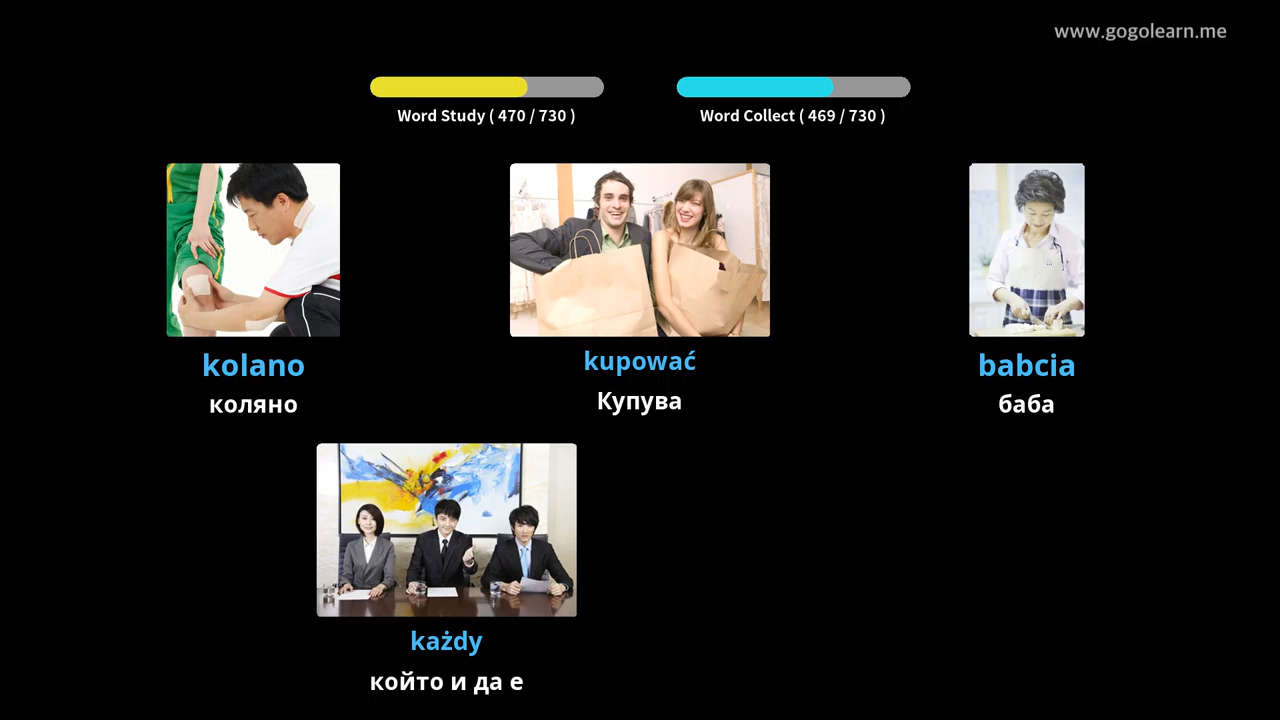 www.gogolearn.me
Word Study ( 470 / 730 )
Word Collect ( 469 / 730 )
kolano
коляно
kupować
Купува
babcia
баба
każdy
който и да е